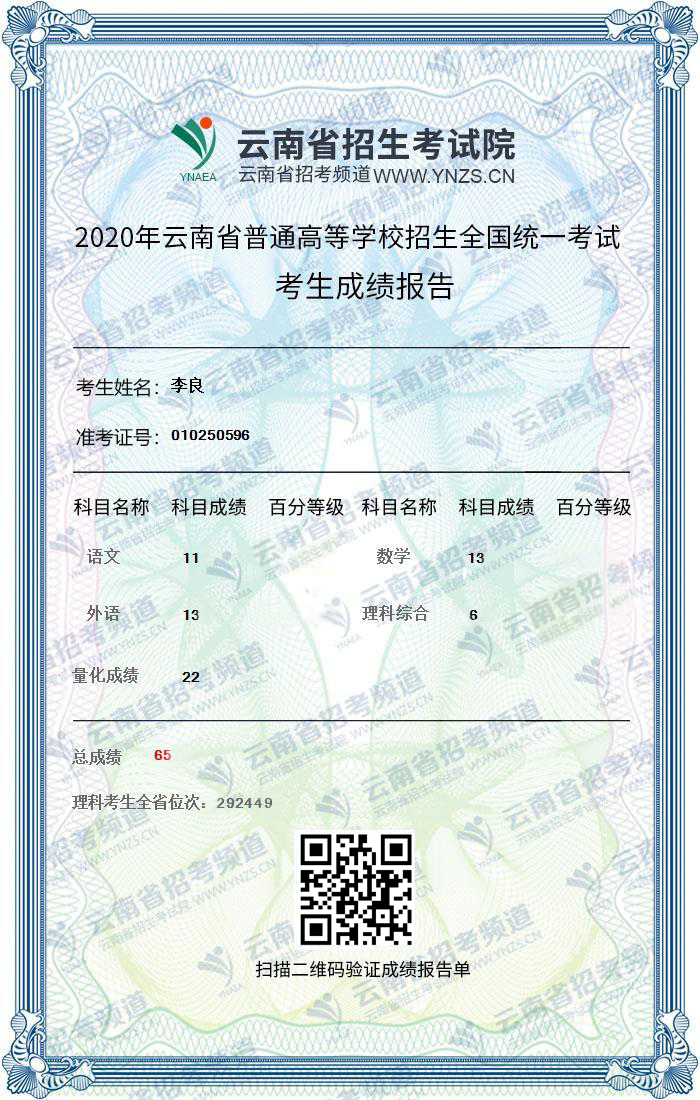 YNAEA
云南省招生考试院
云南省招考频道WWW.YNZS.CN
2020年云南省普通高等学校招生全国统一考试
考生成绩报告
考生姓名：李良
准考证号：010250596
科目名称 科目成绩 百分等级 科目名称 科目成绩 百分等级
语文 11 数学 13
外语 13 理科综合 6
量化成绩 22
总成绩 65
理科考生全省位次：292449
扫描二维码验证成绩报告单